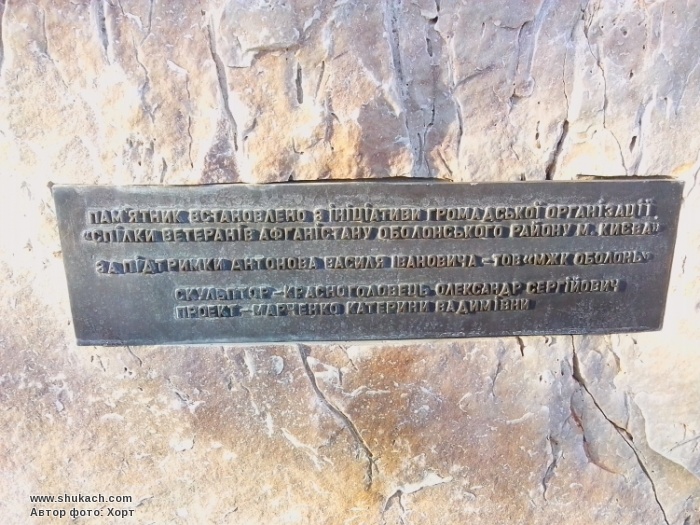 ПАМ'ЯТНИК ВСТАНОВЛЕНО З ІНІЦІАТИВИ ГРОМАДСЬКОЇ ОРГАНІЗАЦІЇ
«СПІЛКИ ВЕТЕРАНІВ АФГАНІСТАНУ ОБОЛОНСЬКОГО РАЙОНУ М. КИЄВА»
ЗА ПІДТРИМКИ АНТОНОВА ВАСИЛЯ ІВАНОВИЧА -ТОВ «МЖК ОБОЛОНЬ»
СКУЛЬПТОР -КРАСНОГОЛОВЕЦЬ ОЛЕКСАНДР СЕРГІЙОВИЧ
ПРОЕКТ -МАРЧЕНКО КАТЕРИНИ ВАДИМІВНИ
www.shukach.com
Автор фото: Хорт